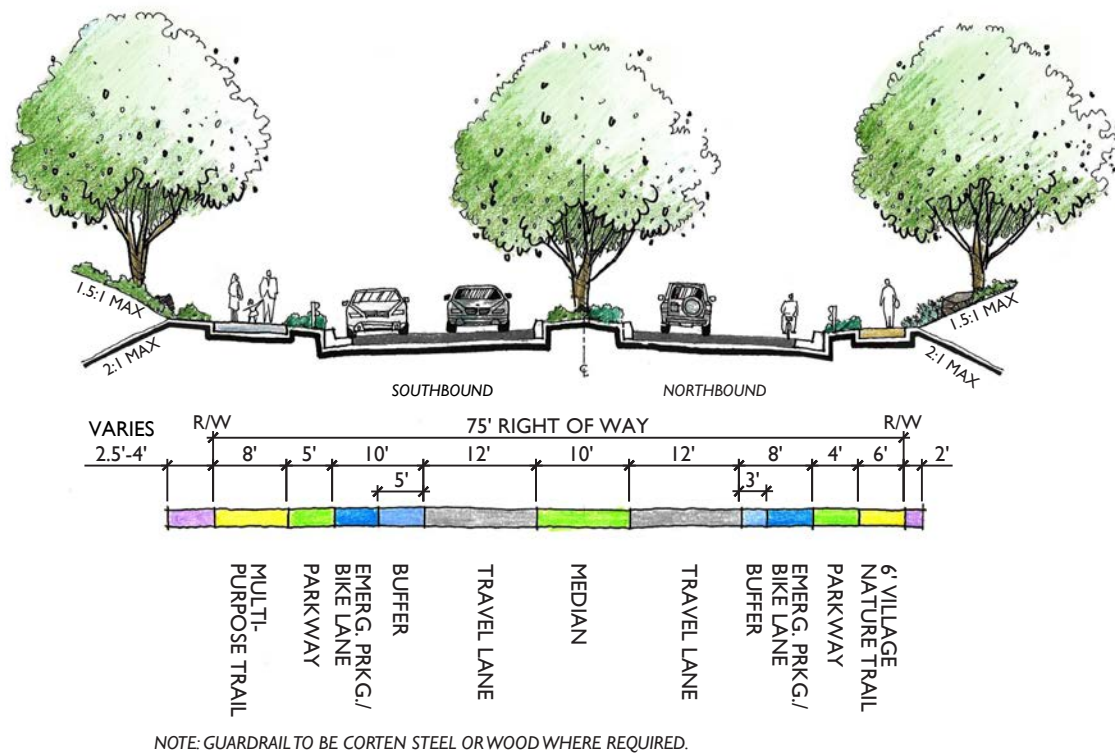 1.5:1 MAX
2:1 MAX
1.5:1 MAX
2:1 MAX
℄
SOUTHBOUND
NORTHBOUND
VARIES
R/W
75' RIGHT OF WAY
R/W
2.5'-4'
8'
5'
10'
12'
10'
12'
8'
4'
6'
2'
5'
3'
MULTI-
PURPOSE TRAIL
PARKWAY
EMERG. PRKG./
BIKE LANE
BUFFER
TRAVEL LANE
MEDIAN
TRAVEL LANE
EMERG. PRKG./
BIKE LANE
BUFFER
PARKWAY
6' VILLAGE
NATURE TRAIL
NOTE: GUARDRAIL TO BE CORTEN STEEL OR WOOD WHERE REQUIRED.